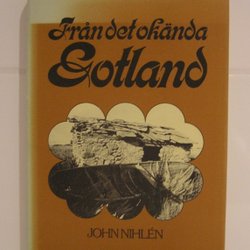 Från det okända
Gotland
JOHN NIHLÉN